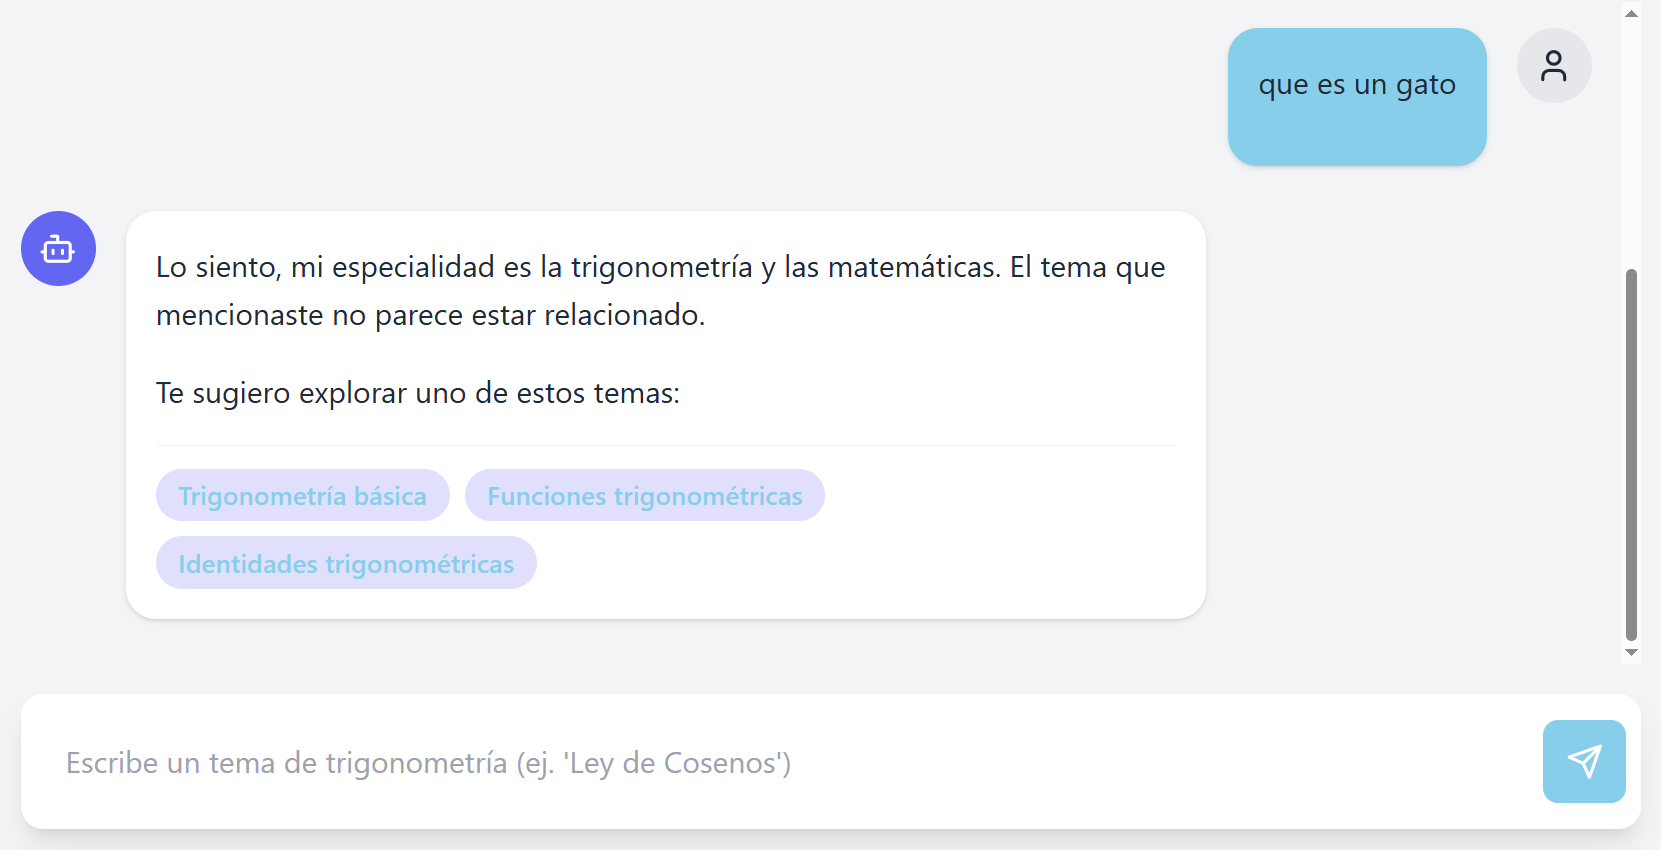 que es un gato
Lo siento, mi especialidad es la trigonometría y las matemáticas. El tema que
mencionaste no parece estar relacionado.
Te sugiero explorar uno de estos temas:
Trigonometría básica
Funciones trigonométricas
Identidades trigonométricas
Escribe un tema de trigonometría (ej. 'Ley de Cosenos')